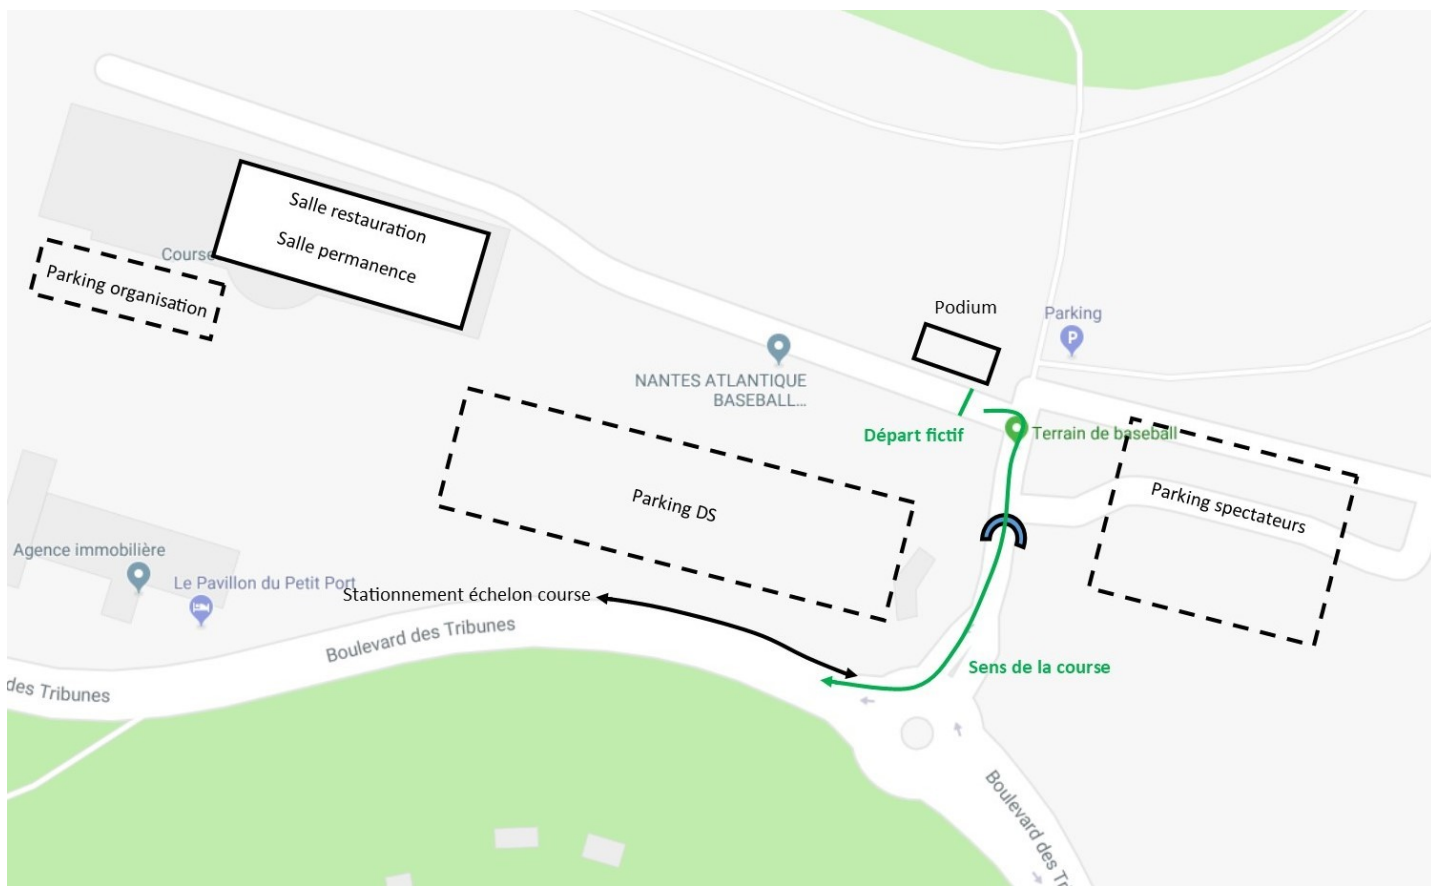 Salle restauration
Salle permanence
Course
Parking organisation
Podium
Parking
P
NANTES ATLANTIQUE
BASEBALL...
Départ fictif
Terrain de baseball
Parking DS
Parking spectateurs
Agence immobilière
Le Pavillon du Petit Port
Stationnement échelon course
Boulevard des Tribunes
des Tribunes
Sens de la course
Boulevard des Tr